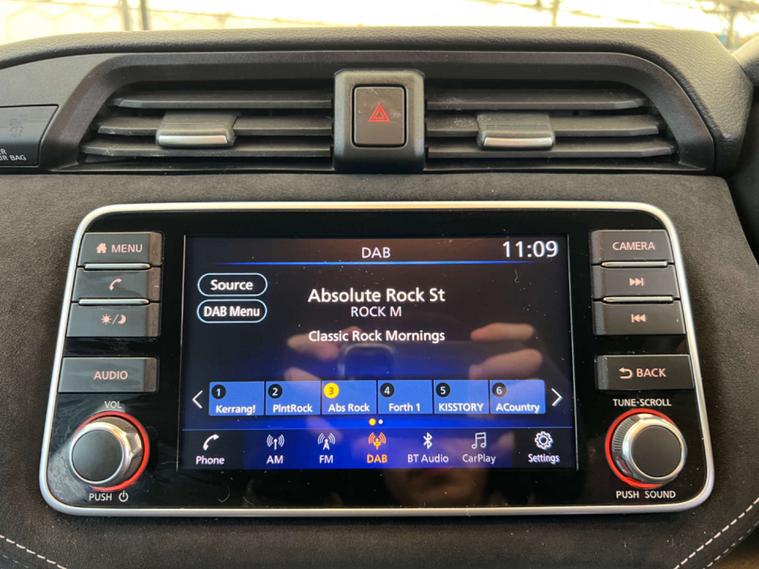 BAG
MENU
AUDIO
VOL
PUSH
DAB
11:09
Source
DAB Menu
Absolute Rock St
ROCK M
Classic Rock Mornings
1
Kerrang!
2
PlntRock
3
Abs Rock
4
Forth 1
5
KISSTORY
6
ACountry
Phone
AM
FM
DAB
BT Audio
CarPlay
Settings
CAMERA
BACK
TUNE·SCROLL
PUSH SOUND